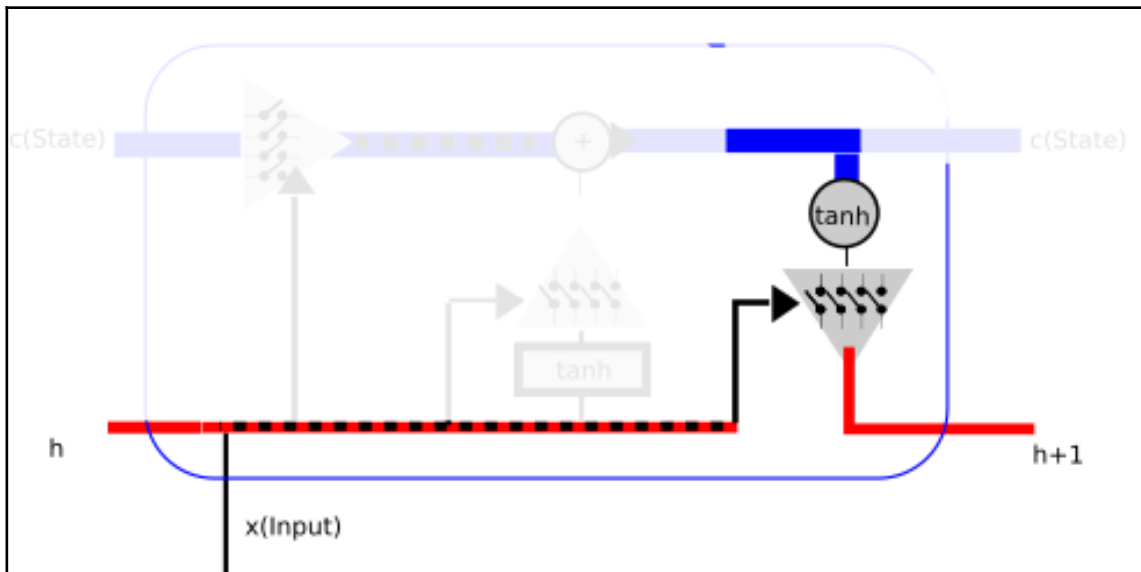 c(State)
+
c(State)
tanh
tanh
h
h+1
x(Input)